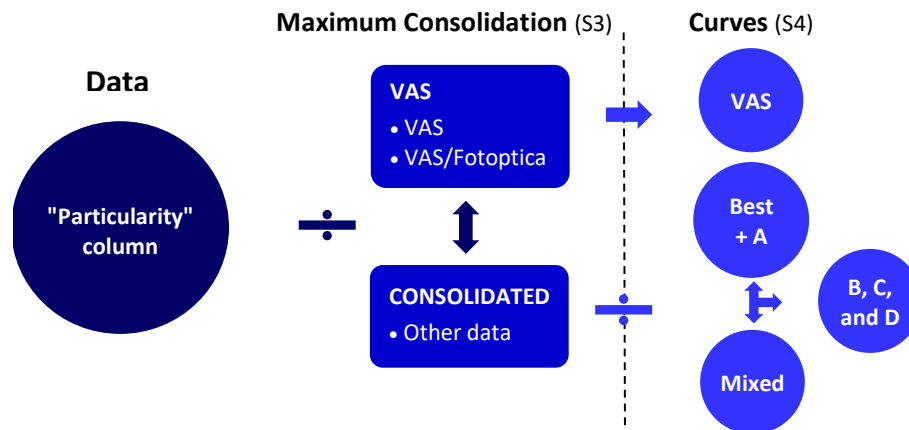 Maximum Consolidation (S3)
Curves (S4)
Data
"Particularity"
column
VAS
• VAS
• VAS/Fotoptica
CONSOLIDATED
• Other data
VAS
Best
+ A
B, C,
and D
Mixed